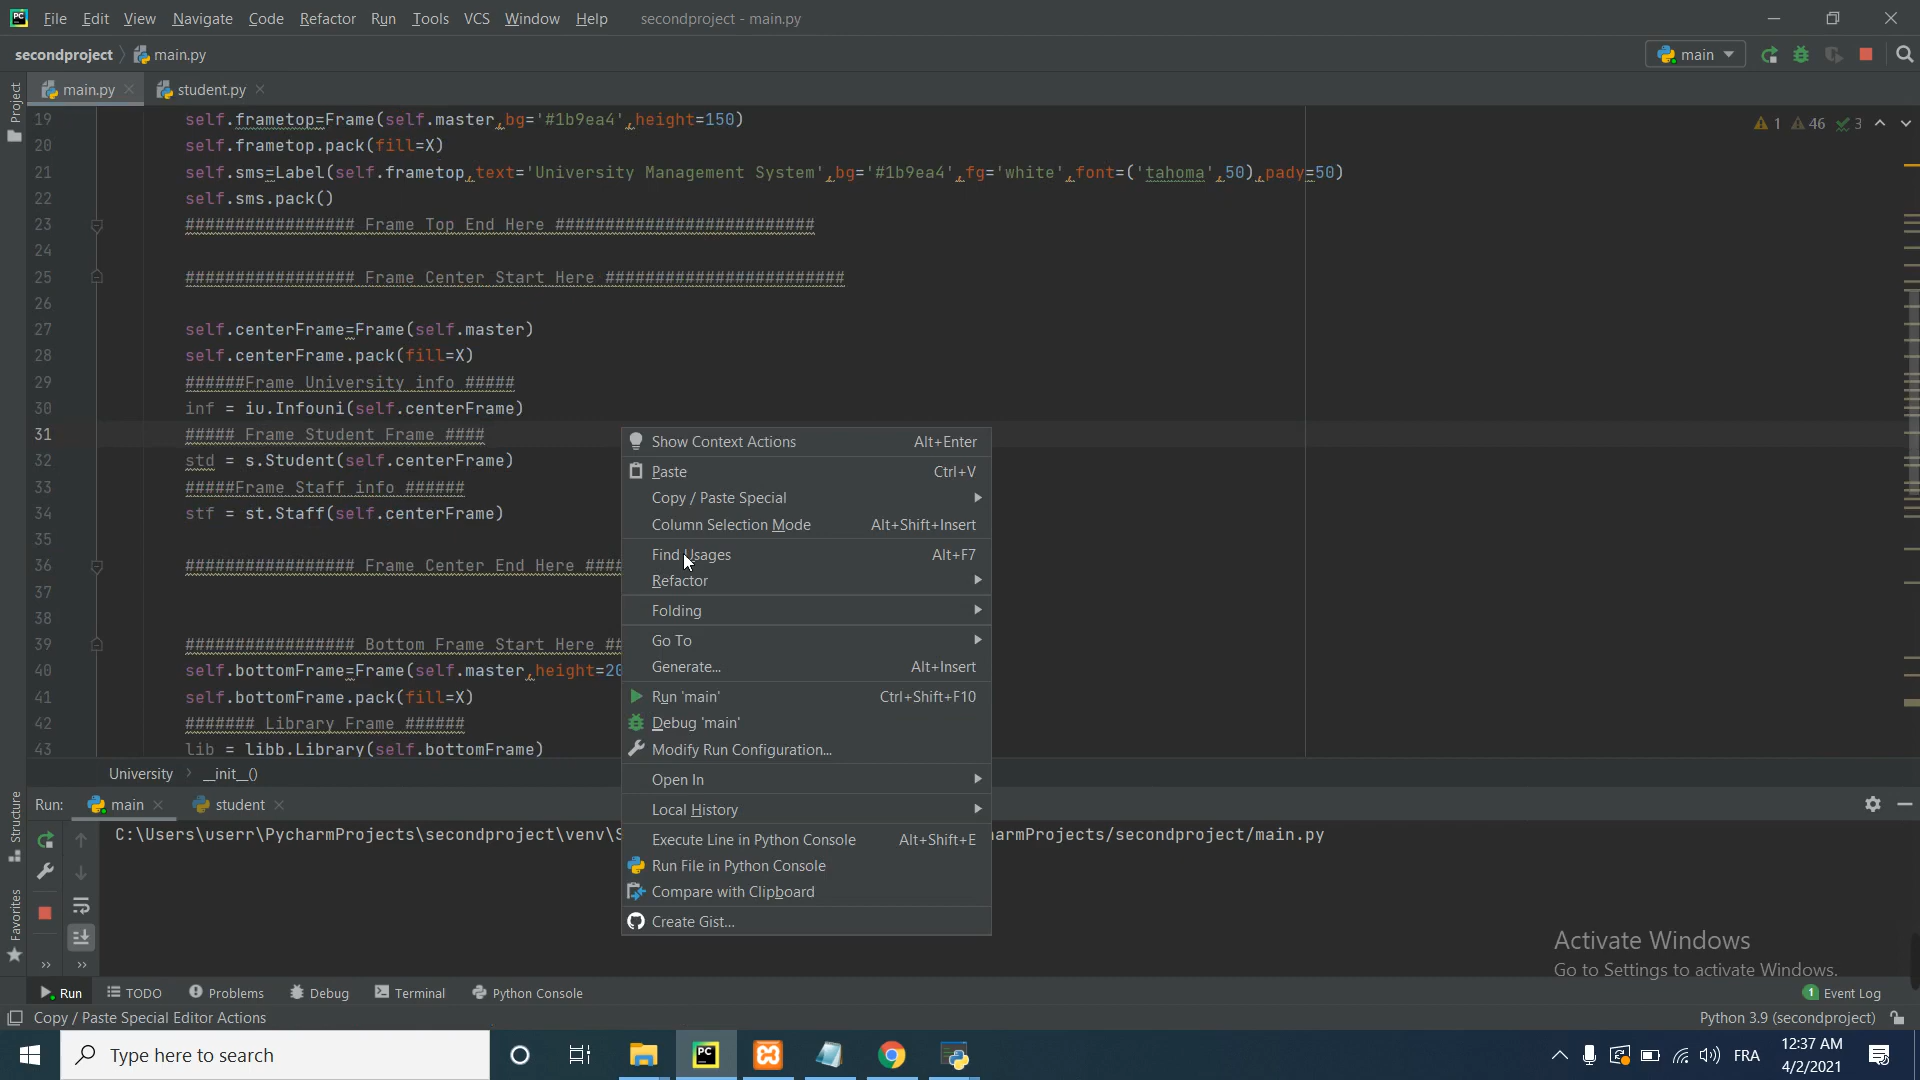 File Edit View Navigate Code Refactor Run Tools VCS Window Help secondproject - main.py
secondproject main.py main
main.py student.py
Project
19 self.frametop=Frame(self.master,bg='#1b9ea4',height=150)
1 46 3
20 self.frametop.pack(fill=X)
21 self.sms=Label(self.frametop,text='University Management System',bg='#1b9ea4',fg='white',font=('tahoma',50),pady=50)
22 self.sms.pack()
23 ################# Frame Top End Here ##########################
24
25 ################# Frame Center Start Here ########################
26
27 self.centerFrame=Frame(self.master)
28 self.centerFrame.pack(fill=X)
29 ######Frame University info #####
30 inf = iu.Infouni(self.centerFrame)
31 ##### Frame Student Frame ####
32 std = s.Student(self.centerFrame)
33 #####Frame Staff info ######
34 stf = st.Staff(self.centerFrame)
35
36 ################# Frame Center End Here ####
37
38
39 ################# Bottom Frame Start Here ##
40 self.bottomFrame=Frame(self.master,height=20
41 self.bottomFrame.pack(fill=X)
42 ####### Library Frame ######
43 lib = libb.Library(self.bottomFrame)
Show Context Actions Alt+Enter
Paste Ctrl+V
Copy / Paste Special
Column Selection Mode Alt+Shift+Insert
Find Usages Alt+F7
Refactor
Folding
Go To
Generate... Alt+Insert
Run 'main' Ctrl+Shift+F10
Debug 'main'
Modify Run Configuration...
Open In
Local History
Execute Line in Python Console Alt+Shift+E
Run File in Python Console
Compare with Clipboard
Create Gist...
University __init__()
Structure
Favorites
Run: main student
C:\Users\userr\PycharmProjects\secondproject\venv\S armProjects/secondproject/main.py
Activate Windows
Go to Settings to activate Windows.
Run TODO Problems Debug Terminal Python Console 1 Event Log
Copy / Paste Special Editor Actions Python 3.9 (secondproject)
Type here to search
FRA
12:37 AM
4/2/2021